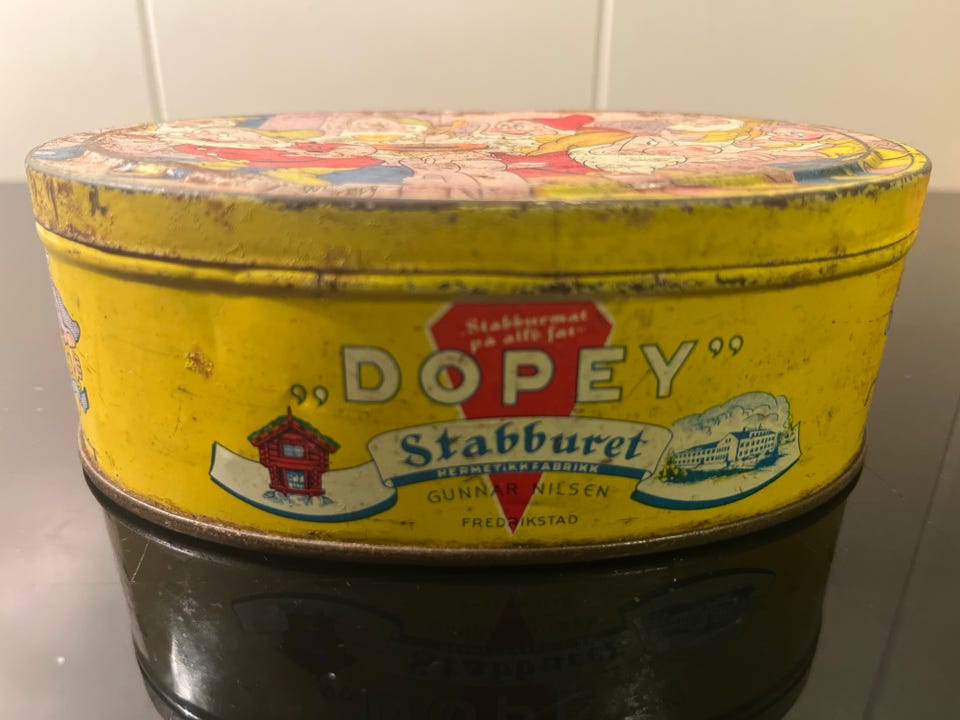 Stabburmat
på alle fat
„DOPEY”
Stabburet
HERMETIKKFABRIKK
GUNNAR NILSEN
FREDRIKSTAD